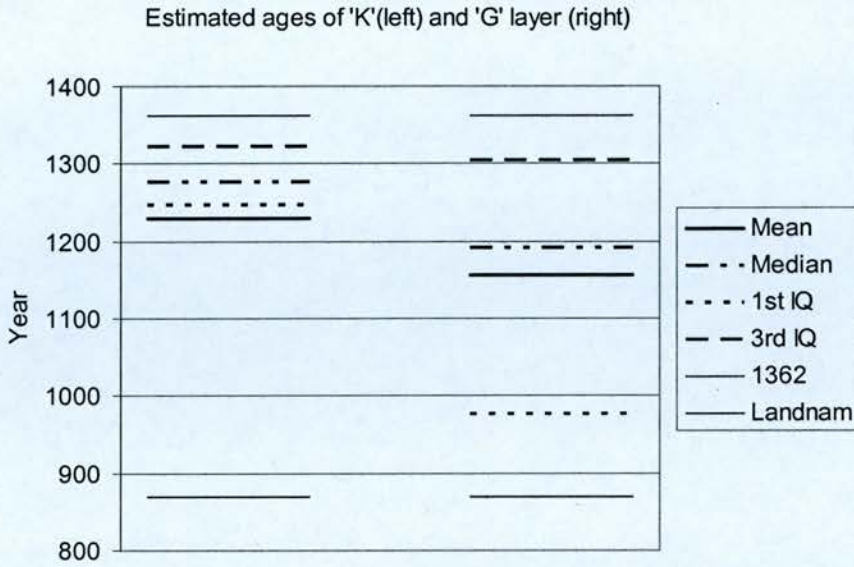 Estimated ages of 'K'(left) and 'G' layer (right)
1400
1300
1200
1100
1000
900
800
Year
Mean
Median
1st IQ
3rd IQ
1362
Landnam